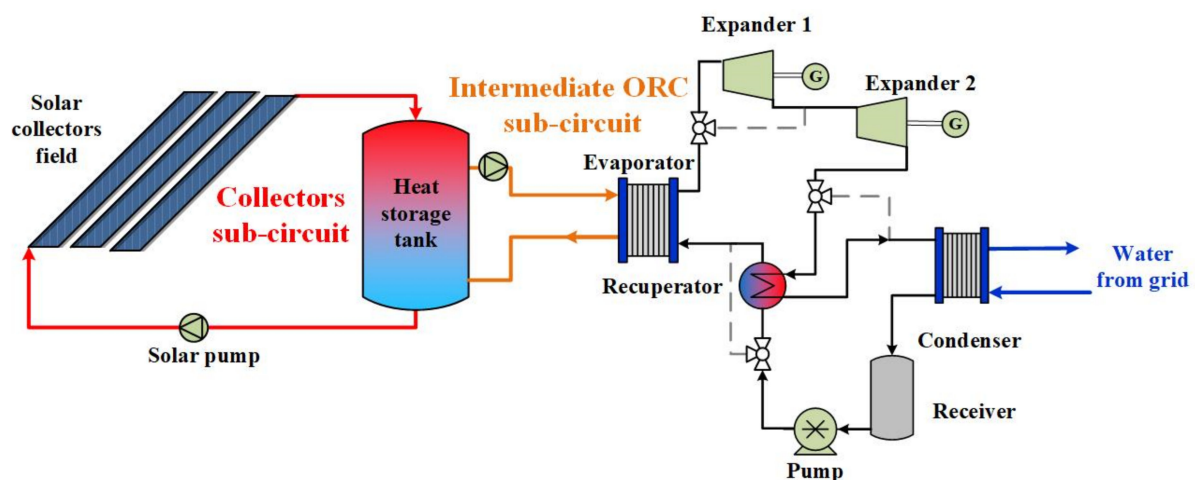 Expander 1
G
Expander 2
G
Intermediate ORC
sub-circuit
Solar
collectors
field
Evaporator
Heat
storage
tank
Collectors
sub-circuit
Water
from grid
Recuperator
Condenser
Solar pump
Receiver
Pump